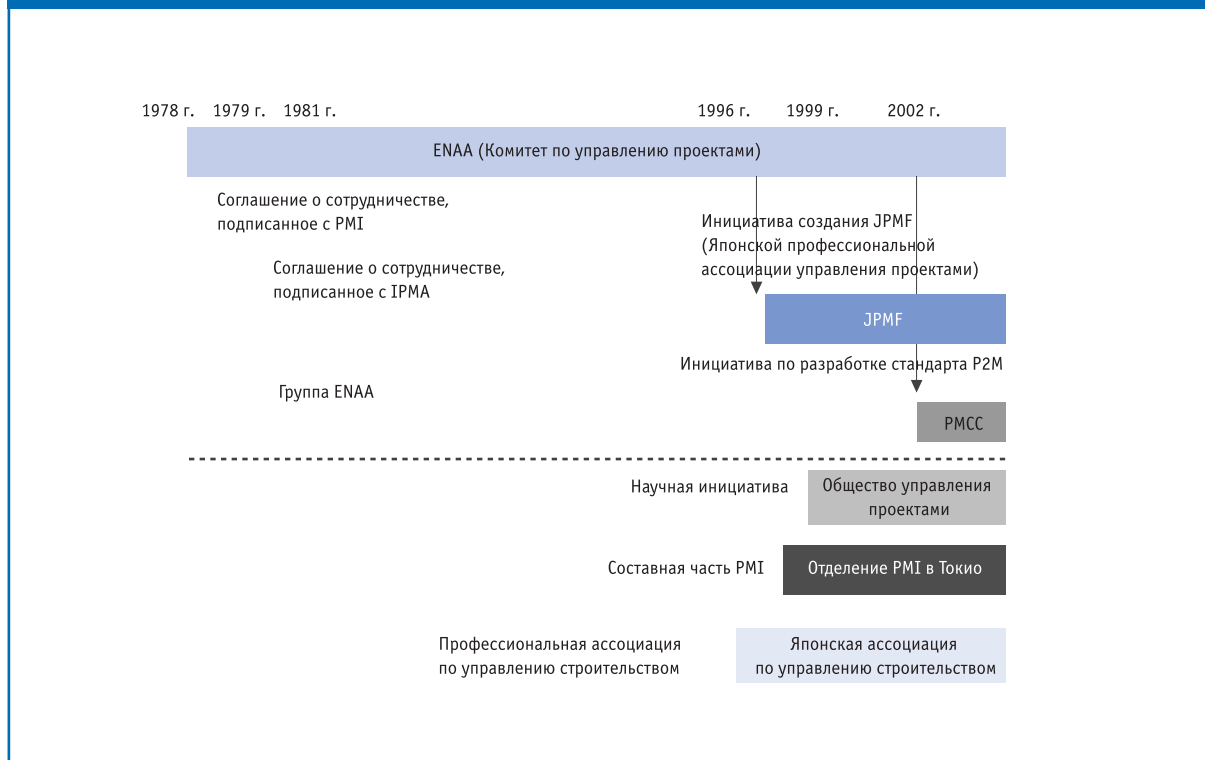 1978 г. 1979 г. 1981 г. 1996 г. 1999 г. 2002 г.
ENAA (Комитет по управлению проектами)
Соглашение о сотрудничестве,
подписанное с PMI
Инициатива создания JPMF
(Японской профессиональной
ассоциации управления проектами)
Соглашение о сотрудничестве,
подписанное с IPMA
JPMF
Инициатива по разработке стандарта P2M
Группа ENAA
PMCC
Научная инициатива
Общество управления
проектами
Составная часть PMI
Отделение PMI в Токио
Профессиональная ассоциация
по управлению строительством
Японская ассоциация
по управлению строительством